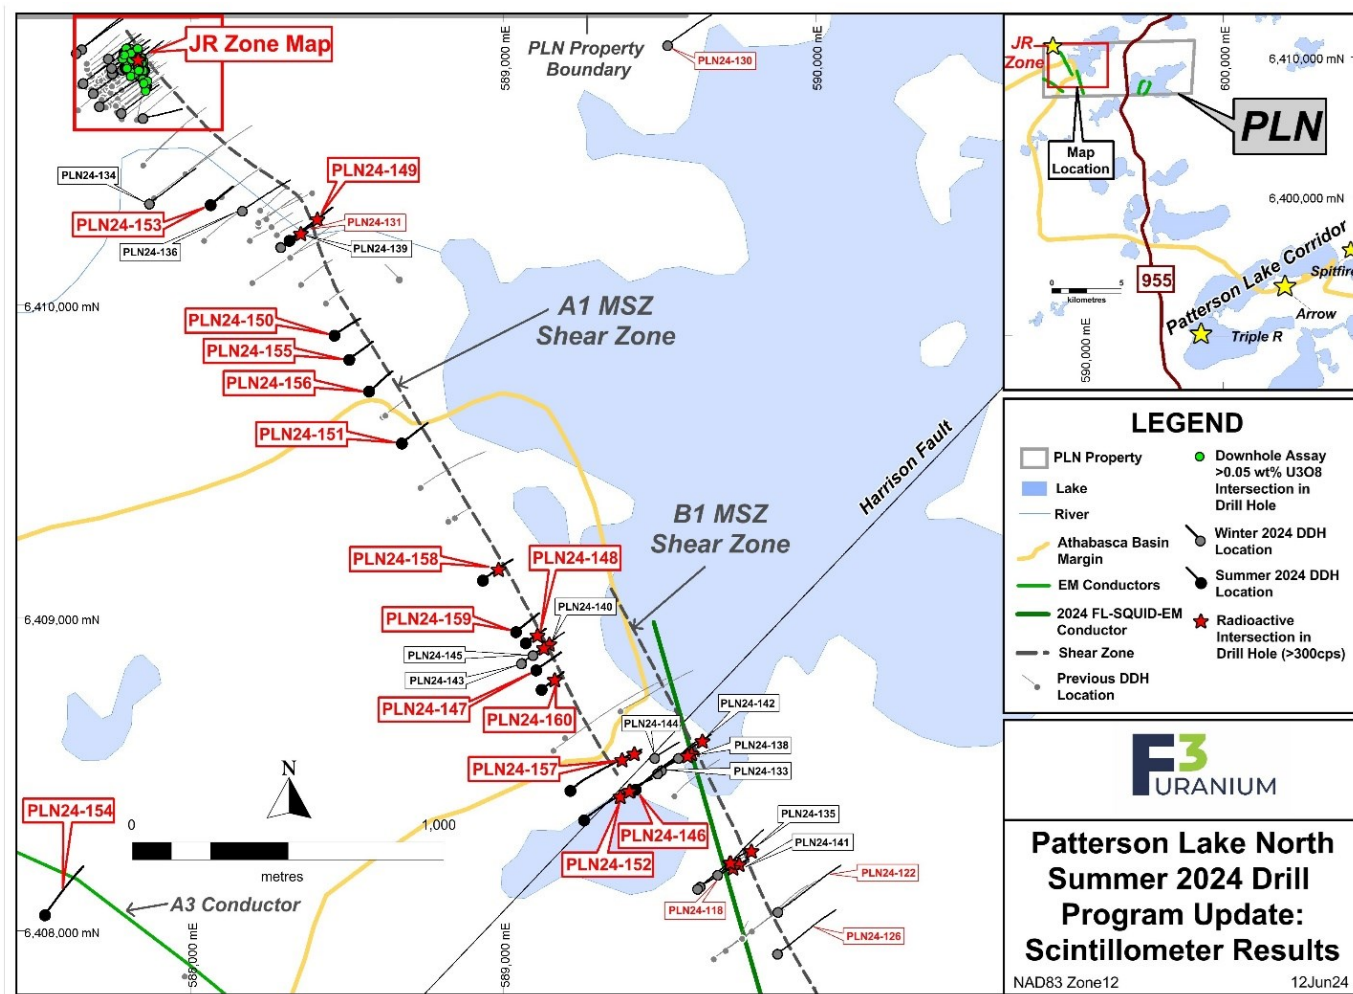 JR Zone Map
PLN Property
Boundary
PLN24-130
589,000 mE
590,000 mE
PLN24-134
PLN24-153
PLN24-136
PLN24-149
PLN24-131
PLN24-139
6,410,000 mN
PLN24-150
PLN24-155
PLN24-156
PLN24-151
A1 MSZ
Shear Zone
B1 MSZ
Shear Zone
Harrison Fault
PLN24-158
PLN24-148
PLN24-140
6,409,000 mN
PLN24-159
PLN24-145
PLN24-143
PLN24-147
PLN24-160
PLN24-142
PLN24-144
PLN24-138
PLN24-133
PLN24-157
PLN24-146
PLN24-152
PLN24-135
PLN24-141
PLN24-122
PLN24-118
PLN24-126
PLN24-154
N
0
1,000
metres
A3 Conductor
6,408,000 mN
588,000 mE
589,000 mE
JR
Zone
600,000 mE
6,410,000 mN
PLN
Map
Location
6,400,000 mN
Patterson Lake Corridor
Spitfire
Arrow
Triple R
955
0
5
kilometres
590,000 mE
LEGEND
PLN Property
Lake
River
Athabasca Basin
Margin
EM Conductors
2024 FL-SQUID-EM
Conductor
Shear Zone
Previous DDH
Location
Downhole Assay
>0.05 wt% U3O8
Intersection in
Drill Hole
Winter 2024 DDH
Location
Summer 2024 DDH
Location
Radioactive
Intersection in
Drill Hole (>300cps)
F3
URANIUM
Patterson Lake North
Summer 2024 Drill
Program Update:
Scintillometer Results
NAD83 Zone12
12Jun24